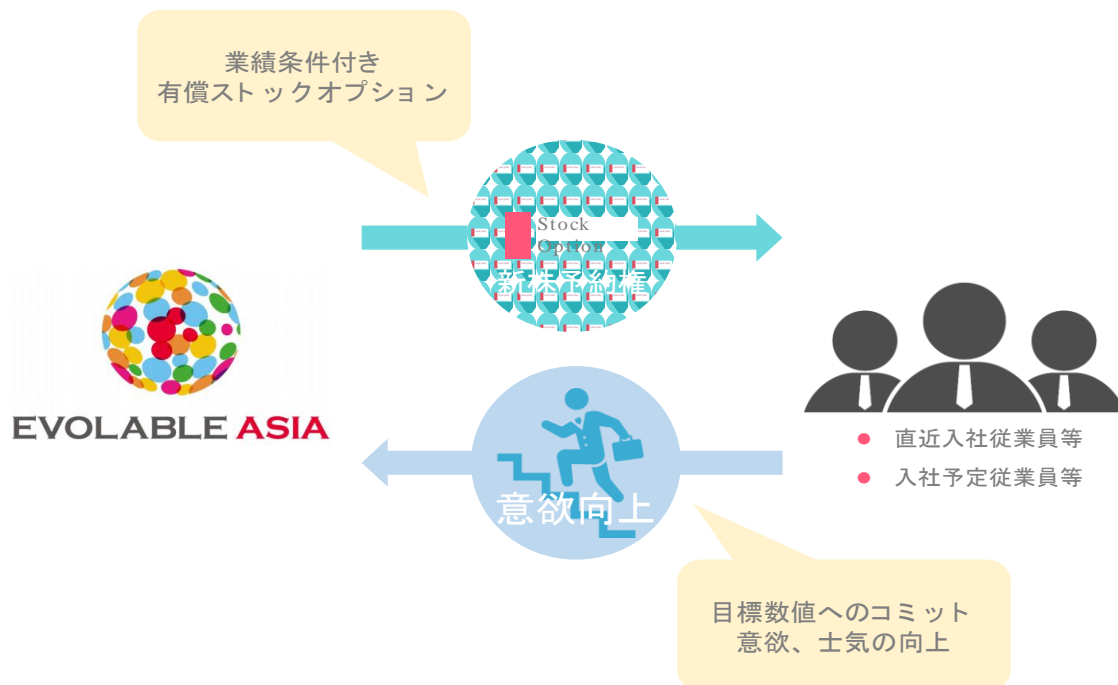 業績条件付き
有償ストックオプション
Stock
Option
新株予約権
EVOLABLE ASIA
直近入社従業員等
入社予定従業員等
意欲向上
目標数値へのコミット
意欲、士気の向上